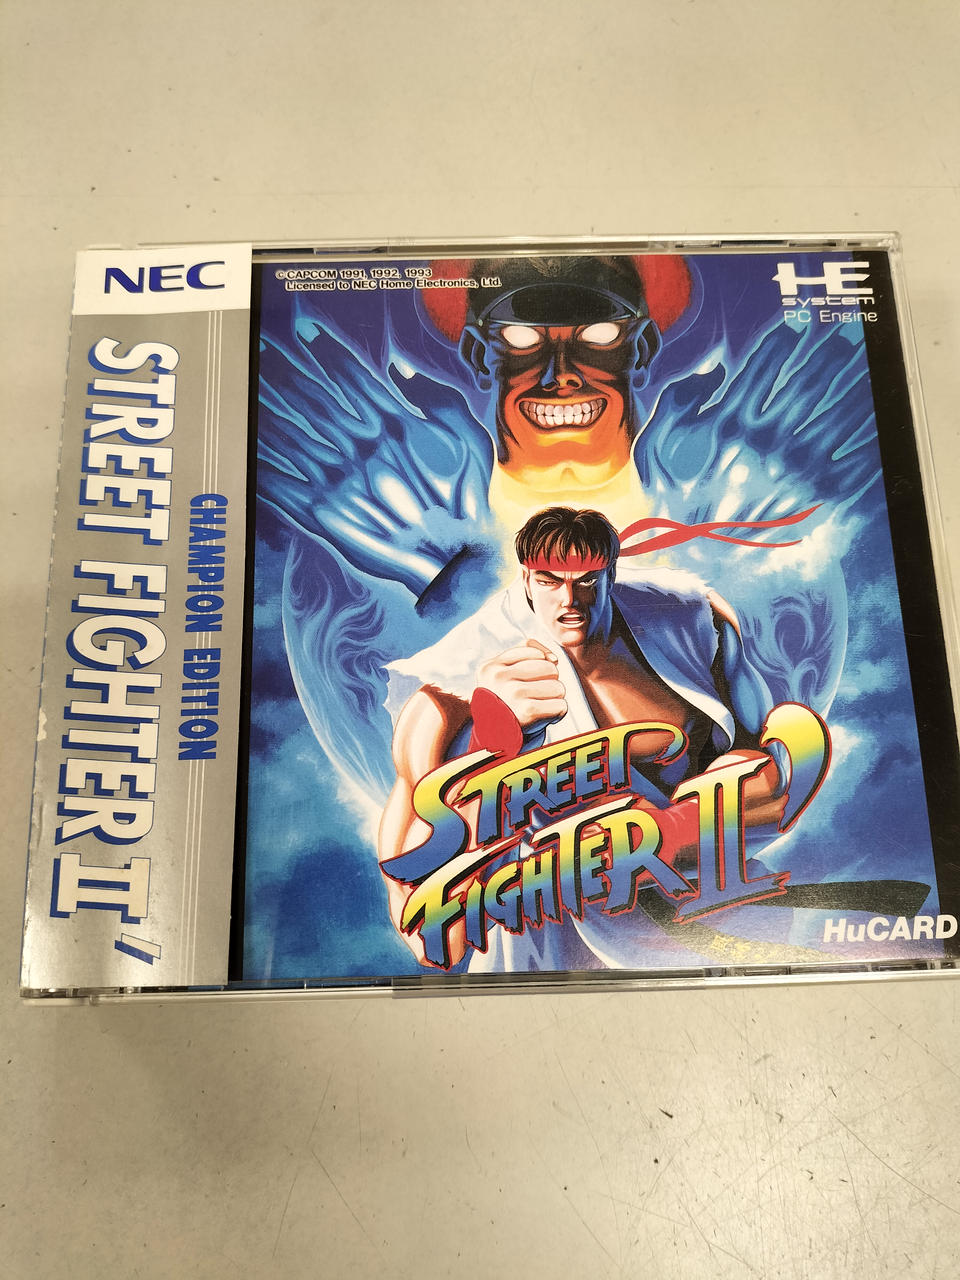 NEC
STREET FIGHTER II'
CHAMPION EDITION
©CAPCOM 1991, 1992, 1993
Licensed to NEC Home Electronics, Ltd.
HE
system
PC Engine
STREET
FIGHTER II'
HuCARD